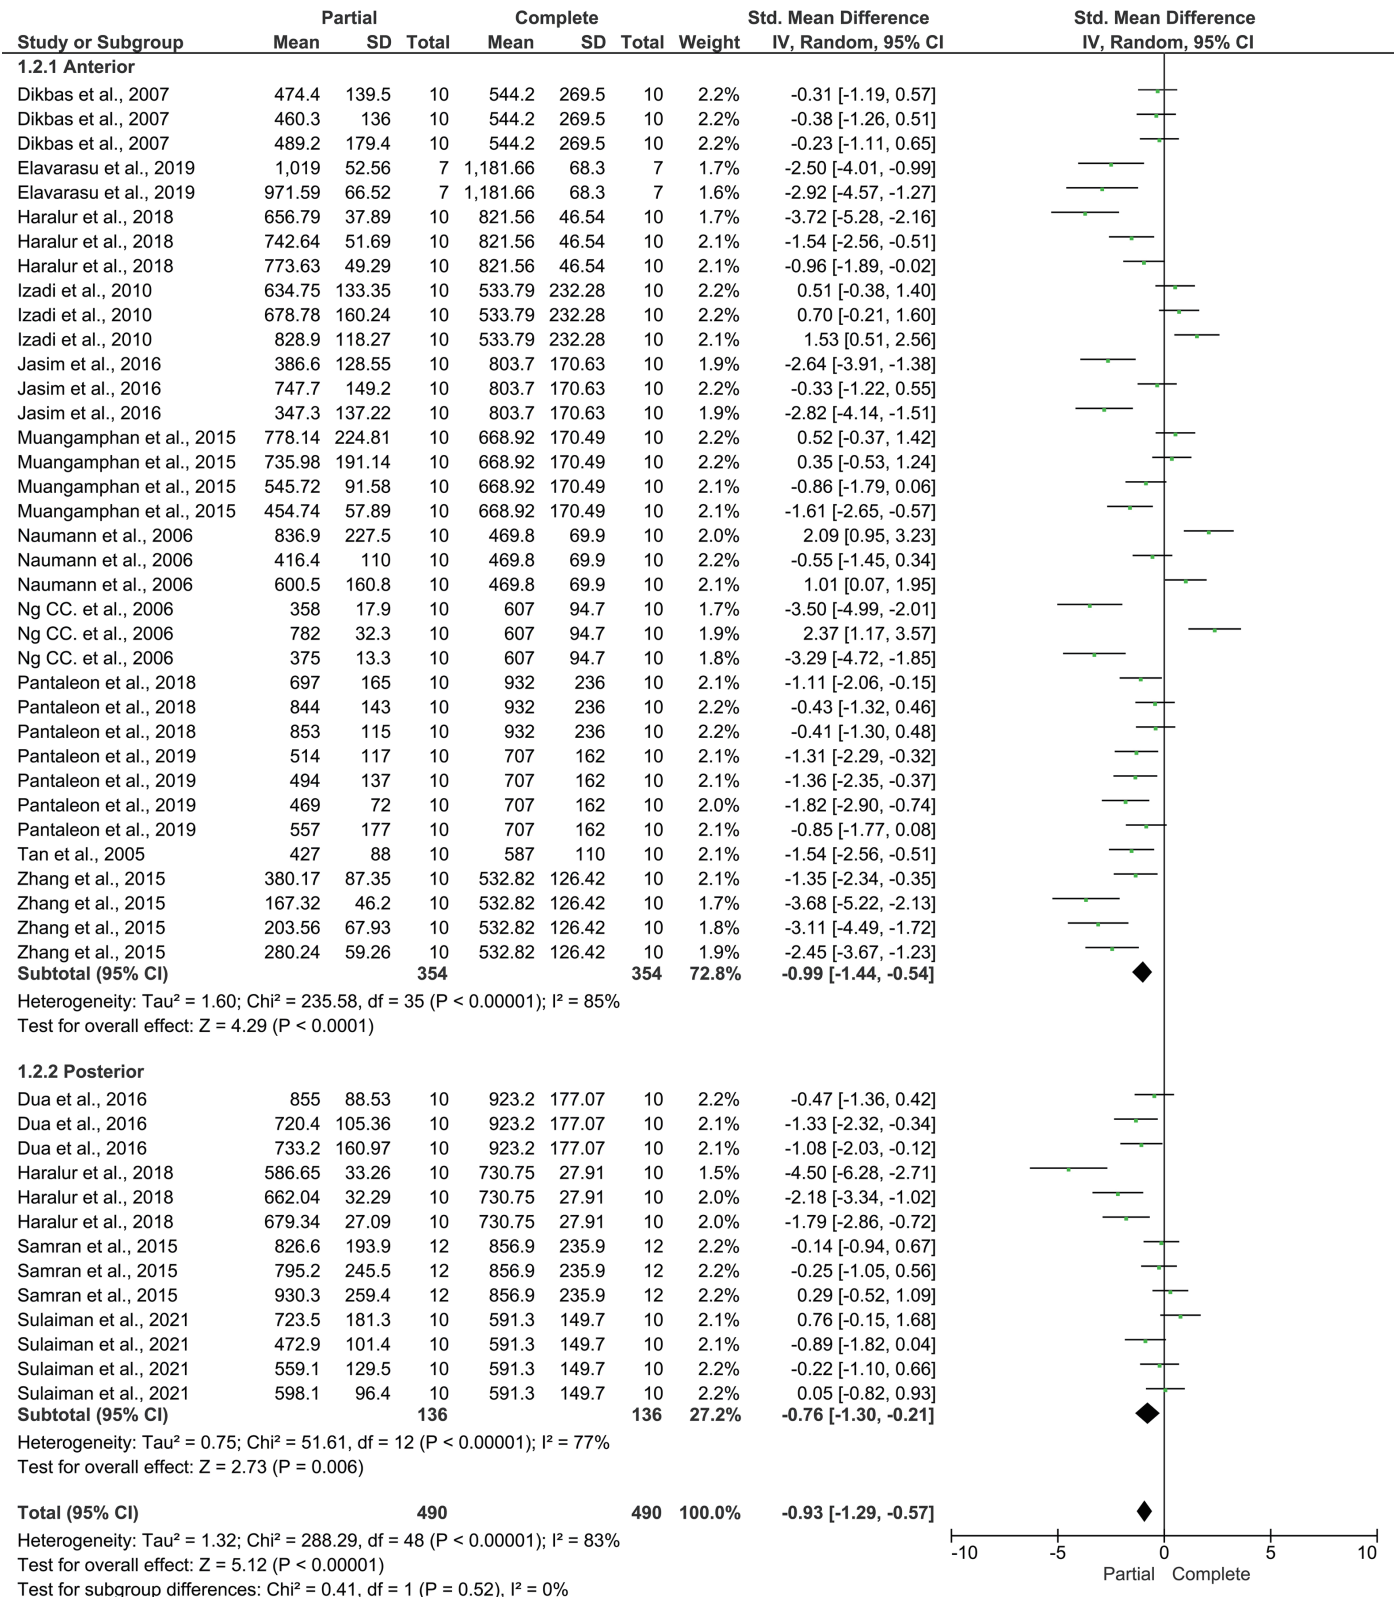 Partial Complete Std. Mean Difference Std. Mean Difference
Study or Subgroup Mean SD Total Mean SD Total Weight IV, Random, 95% CI IV, Random, 95% CI
1.2.1 Anterior
Dikbas et al., 2007 474.4 139.5 10 544.2 269.5 10 2.2% -0.31 [-1.19, 0.57]
Dikbas et al., 2007 460.3 136 10 544.2 269.5 10 2.2% -0.38 [-1.26, 0.51]
Dikbas et al., 2007 489.2 179.4 10 544.2 269.5 10 2.2% -0.23 [-1.11, 0.65]
Elavarasu et al., 2019 1,019 52.56 7 1,181.66 68.3 7 1.7% -2.50 [-4.01, -0.99]
Elavarasu et al., 2019 971.59 66.52 7 1,181.66 68.3 7 1.6% -2.92 [-4.57, -1.27]
Haralur et al., 2018 656.79 37.89 10 821.56 46.54 10 1.7% -3.72 [-5.28, -2.16]
Haralur et al., 2018 742.64 51.69 10 821.56 46.54 10 2.1% -1.54 [-2.56, -0.51]
Haralur et al., 2018 773.63 49.29 10 821.56 46.54 10 2.1% -0.96 [-1.89, -0.02]
Izadi et al., 2010 634.75 133.35 10 533.79 232.28 10 2.2% 0.51 [-0.38, 1.40]
Izadi et al., 2010 678.78 160.24 10 533.79 232.28 10 2.2% 0.70 [-0.21, 1.60]
Izadi et al., 2010 828.9 118.27 10 533.79 232.28 10 2.1% 1.53 [0.51, 2.56]
Jasim et al., 2016 386.6 128.55 10 803.7 170.63 10 1.9% -2.64 [-3.91, -1.38]
Jasim et al., 2016 747.7 149.2 10 803.7 170.63 10 2.2% -0.33 [-1.22, 0.55]
Jasim et al., 2016 347.3 137.22 10 803.7 170.63 10 1.9% -2.82 [-4.14, -1.51]
Muangamphan et al., 2015 778.14 224.81 10 668.92 170.49 10 2.2% 0.52 [-0.37, 1.42]
Muangamphan et al., 2015 735.98 191.14 10 668.92 170.49 10 2.2% 0.35 [-0.53, 1.24]
Muangamphan et al., 2015 545.72 91.58 10 668.92 170.49 10 2.1% -0.86 [-1.79, 0.06]
Muangamphan et al., 2015 454.74 57.89 10 668.92 170.49 10 2.1% -1.61 [-2.65, -0.57]
Naumann et al., 2006 836.9 227.5 10 469.8 69.9 10 2.0% 2.09 [0.95, 3.23]
Naumann et al., 2006 416.4 110 10 469.8 69.9 10 2.2% -0.55 [-1.45, 0.34]
Naumann et al., 2006 600.5 160.8 10 469.8 69.9 10 2.1% 1.01 [0.07, 1.95]
Ng CC. et al., 2006 358 17.9 10 607 94.7 10 1.7% -3.50 [-4.99, -2.01]
Ng CC. et al., 2006 782 32.3 10 607 94.7 10 1.9% 2.37 [1.17, 3.57]
Ng CC. et al., 2006 375 13.3 10 607 94.7 10 1.8% -3.29 [-4.72, -1.85]
Pantaleon et al., 2018 697 165 10 932 236 10 2.1% -1.11 [-2.06, -0.15]
Pantaleon et al., 2018 844 143 10 932 236 10 2.2% -0.43 [-1.32, 0.46]
Pantaleon et al., 2018 853 115 10 932 236 10 2.2% -0.41 [-1.30, 0.48]
Pantaleon et al., 2019 514 117 10 707 162 10 2.1% -1.31 [-2.29, -0.32]
Pantaleon et al., 2019 494 137 10 707 162 10 2.1% -1.36 [-2.35, -0.37]
Pantaleon et al., 2019 469 72 10 707 162 10 2.0% -1.82 [-2.90, -0.74]
Pantaleon et al., 2019 557 177 10 707 162 10 2.1% -0.85 [-1.77, 0.08]
Tan et al., 2005 427 88 10 587 110 10 2.1% -1.54 [-2.56, -0.51]
Zhang et al., 2015 380.17 87.35 10 532.82 126.42 10 2.1% -1.35 [-2.34, -0.35]
Zhang et al., 2015 167.32 46.2 10 532.82 126.42 10 1.7% -3.68 [-5.22, -2.13]
Zhang et al., 2015 203.56 67.93 10 532.82 126.42 10 1.8% -3.11 [-4.49, -1.72]
Zhang et al., 2015 280.24 59.26 10 532.82 126.42 10 1.9% -2.45 [-3.67, -1.23]
Subtotal (95% CI) 354 354 72.8% -0.99 [-1.44, -0.54]
Heterogeneity: Tau² = 1.60; Chi² = 235.58, df = 35 (P < 0.00001); I² = 85%
Test for overall effect: Z = 4.29 (P < 0.0001)
1.2.2 Posterior
Dua et al., 2016 855 88.53 10 923.2 177.07 10 2.2% -0.47 [-1.36, 0.42]
Dua et al., 2016 720.4 105.36 10 923.2 177.07 10 2.1% -1.33 [-2.32, -0.34]
Dua et al., 2016 733.2 160.97 10 923.2 177.07 10 2.1% -1.08 [-2.03, -0.12]
Haralur et al., 2018 586.65 33.26 10 730.75 27.91 10 1.5% -4.50 [-6.28, -2.71]
Haralur et al., 2018 662.04 32.29 10 730.75 27.91 10 2.0% -2.18 [-3.34, -1.02]
Haralur et al., 2018 679.34 27.09 10 730.75 27.91 10 2.0% -1.79 [-2.86, -0.72]
Samran et al., 2015 826.6 193.9 12 856.9 235.9 12 2.2% -0.14 [-0.94, 0.67]
Samran et al., 2015 795.2 245.5 12 856.9 235.9 12 2.2% -0.25 [-1.05, 0.56]
Samran et al., 2015 930.3 259.4 12 856.9 235.9 12 2.2% 0.29 [-0.52, 1.09]
Sulaiman et al., 2021 723.5 181.3 10 591.3 149.7 10 2.1% 0.76 [-0.15, 1.68]
Sulaiman et al., 2021 472.9 101.4 10 591.3 149.7 10 2.1% -0.89 [-1.82, 0.04]
Sulaiman et al., 2021 559.1 129.5 10 591.3 149.7 10 2.2% -0.22 [-1.10, 0.66]
Sulaiman et al., 2021 598.1 96.4 10 591.3 149.7 10 2.2% 0.05 [-0.82, 0.93]
Subtotal (95% CI) 136 136 27.2% -0.76 [-1.30, -0.21]
Heterogeneity: Tau² = 0.75; Chi² = 51.61, df = 12 (P < 0.00001); I² = 77%
Test for overall effect: Z = 2.73 (P = 0.006)
Total (95% CI) 490 490 100.0% -0.93 [-1.29, -0.57]
Heterogeneity: Tau² = 1.32; Chi² = 288.29, df = 48 (P < 0.00001); I² = 83%
Test for overall effect: Z = 5.12 (P < 0.00001)
Test for subgroup differences: Chi² = 0.41, df = 1 (P = 0.52), I² = 0%
-10 -5 0 5 10
Partial Complete